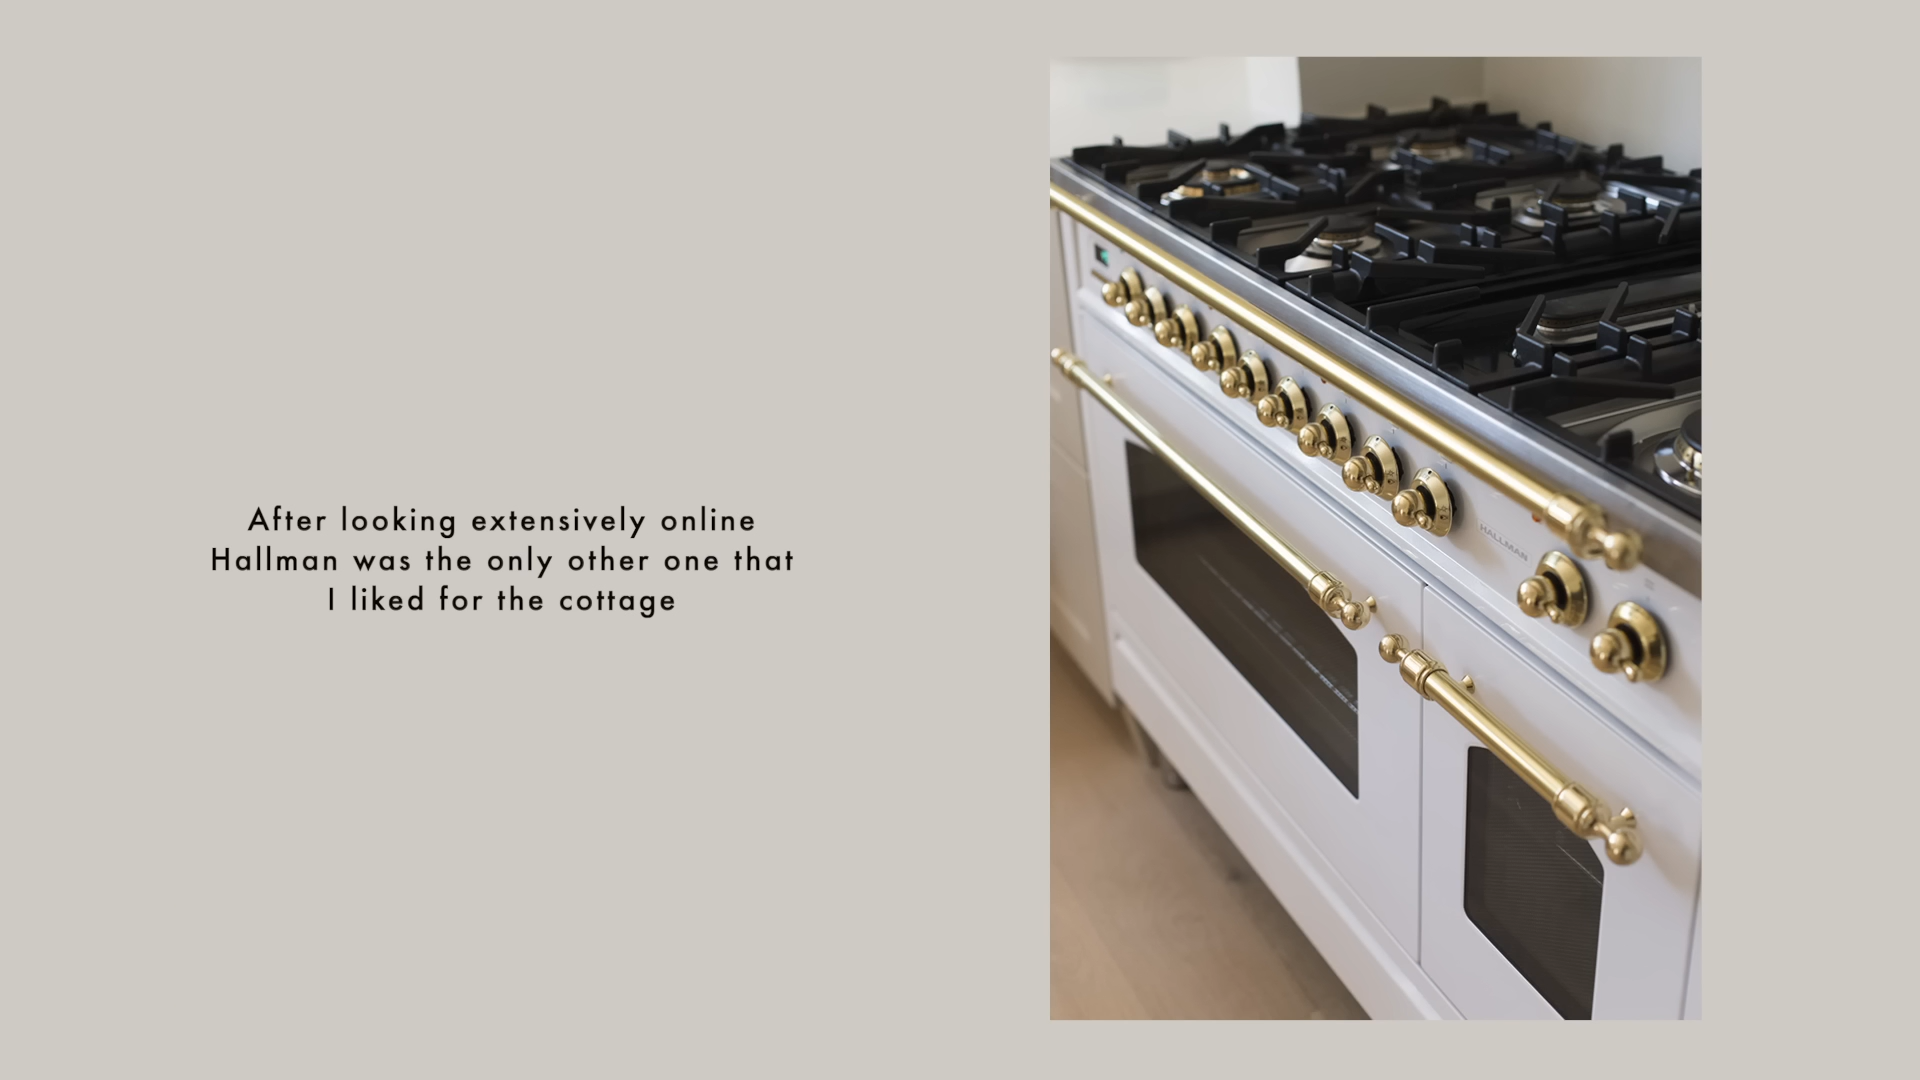 After looking extensively online
Hallman was the only other one that
I liked for the cottage
HALLMAN